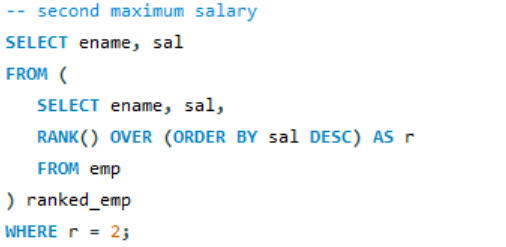 -- second maximum salary
SELECT ename, sal
FROM (
   SELECT ename, sal,
   RANK() OVER (ORDER BY sal DESC) AS r
   FROM emp
) ranked_emp
WHERE r = 2;